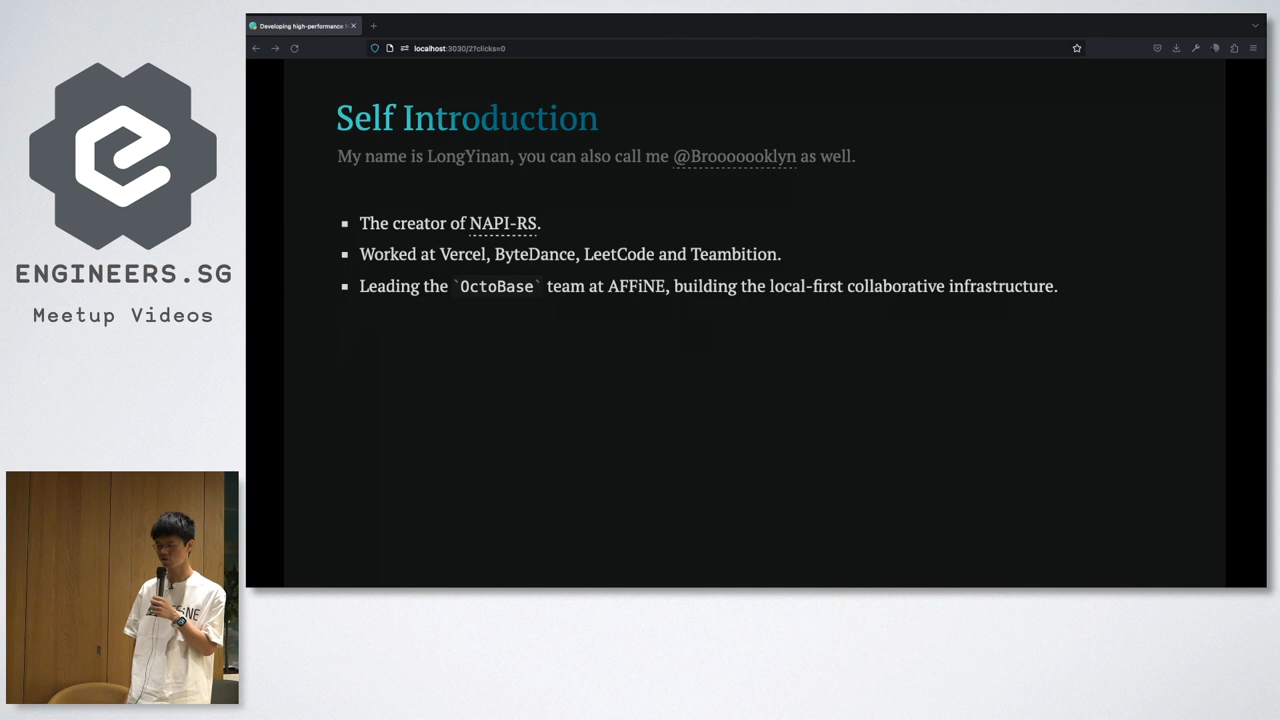 Developing high-performance
localhost:3030/2?clicks=0
Self Introduction
My name is LongYinan, you can also call me @Brooooooklyn as well.
The creator of NAPI-RS.
Worked at Vercel, ByteDance, LeetCode and Teambition.
Leading the `OctoBase` team at AFFiNE, building the local-first collaborative infrastructure.
ENGINEERS.SG
Meetup Videos